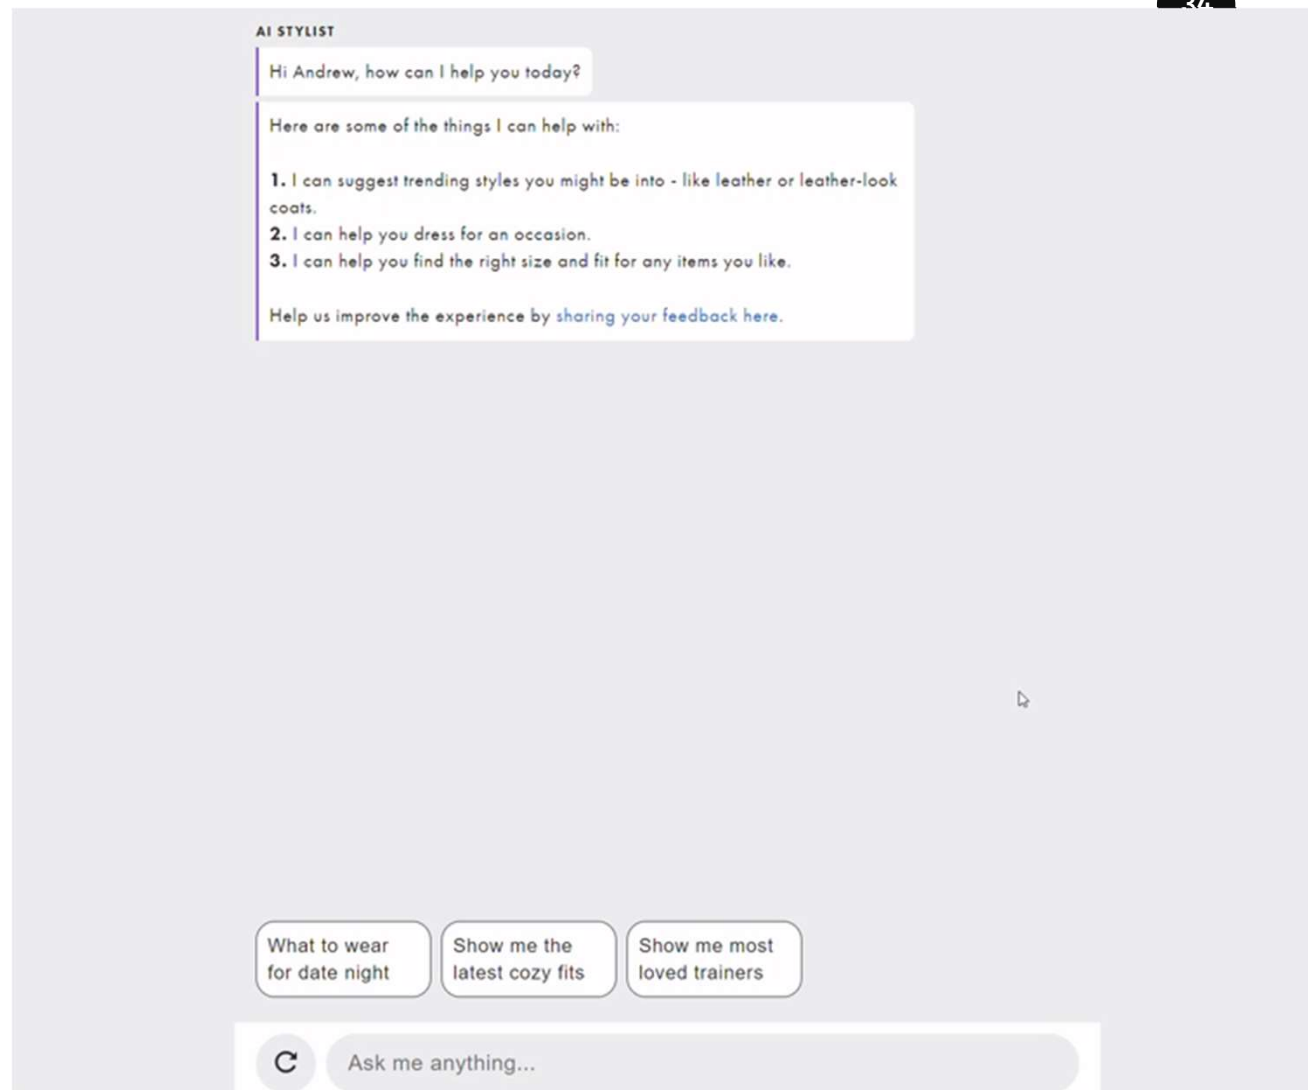 34
AI STYLIST
Hi Andrew, how can I help you today?
Here are some of the things I can help with:
1. I can suggest trending styles you might be into - like leather or leather-look
coats.
2. I can help you dress for an occasion.
3. I can help you find the right size and fit for any items you like.
Help us improve the experience by sharing your feedback here.
What to wear
for date night
Show me the
latest cozy fits
Show me most
loved trainers
Ask me anything...